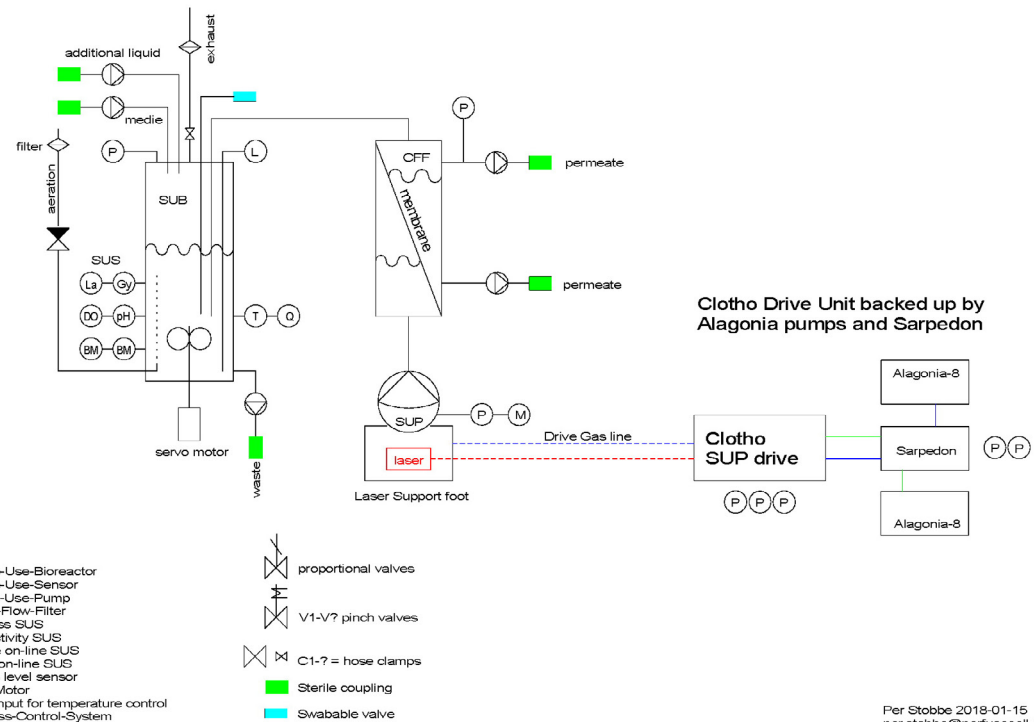 additional liquid
exhaust
medie
filter
aeration
P
L
SUB
SUS
La
Gy
DO
pH
BM
BM
T
Q
servo motor
waste
P
CFF
membrane
permeate
permeate
SUP
P
M
laser
Laser Support foot
Drive Gas line
Clotho Drive Unit backed up by
Alagonia pumps and Sarpedon
Clotho
SUP drive
P P P
Alagonia-8
Sarpedon
P P
Alagonia-8
-Use-Bioreactor
-Use-Sensor
-Use-Pump
-Flow-Filter
ss SUS
tivity SUS
on-line SUS
on-line SUS
level sensor
Motor
nput for temperature control
ss-Control-System
proportional valves
V1-V? pinch valves
C1-? = hose clamps
Sterile coupling
Swabable valve
Per Stobbe 2018-01-15